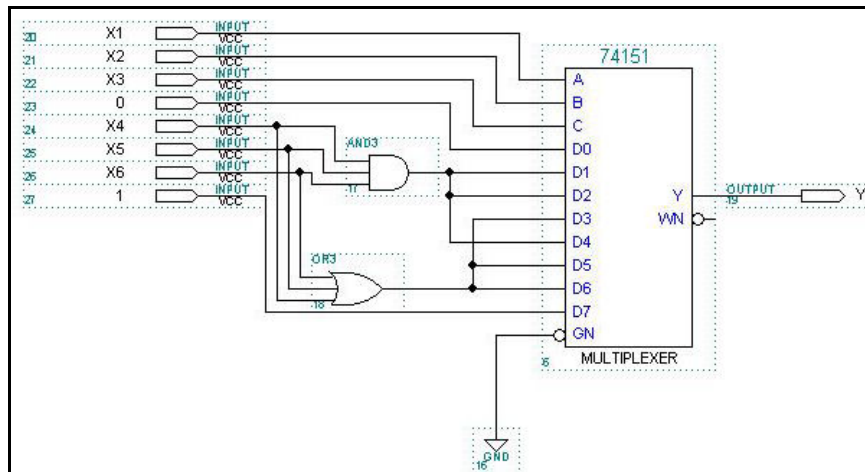 20 X1 INPUT VCC
21 X2 INPUT VCC
22 X3 INPUT VCC
23 0 INPUT VCC
24 X4 INPUT VCC
25 X5 INPUT VCC
26 X6 INPUT VCC
27 1 INPUT VCC
AND3
17
OR3
18
74151
A
B
C
D0
D1
D2
D3
D4
D5
D6
D7
GN
Y
WN
MULTIPLEXER
6
OUTPUT
19
Y
GND
16